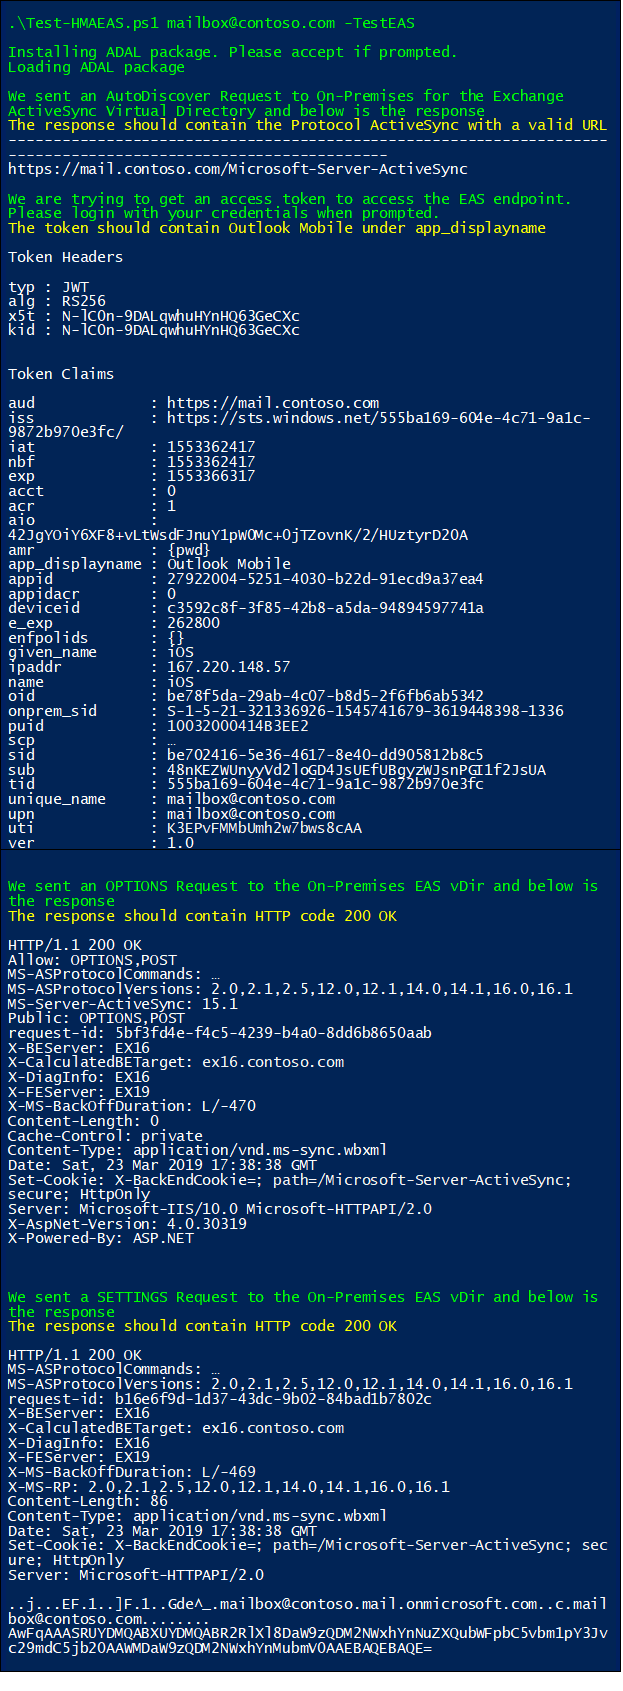 .\Test-HMAEAS.ps1 mailbox@contoso.com -TestEAS
Installing ADAL package. Please accept if prompted.
Loading ADAL package
We sent an AutoDiscover Request to On-Premises for the Exchange
ActiveSync Virtual Directory and below is the response
The response should contain the Protocol ActiveSync with a valid URL
--------------------------------------------------------------------
-------------------------------------------
https://mail.contoso.com/Microsoft-Server-ActiveSync
We are trying to get an access token to access the EAS endpoint.
Please login with your credentials when prompted.
The token should contain Outlook Mobile under app_displayname
Token Headers
typ : JWT
alg : RS256
x5t : N-lC0n-9DALqwhuHYnHQ63GeCXc
kid : N-lC0n-9DALqwhuHYnHQ63GeCXc
Token Claims
aud : https://mail.contoso.com
iss : https://sts.windows.net/555ba169-604e-4c71-9a1c-
9872b970e3fc/
iat : 1553362417
nbf : 1553362417
exp : 1553366317
acct : 0
acr : 1
aio :
42JgYOiY6XF8+vLtWsdFJnuY1pW0Mc+0jTZovnK/2/HUztyrD20A
amr : {pwd}
app_displayname : Outlook Mobile
appid : 27922004-5251-4030-b22d-91ecd9a37ea4
appidacr : 0
deviceid : c3592c8f-3f85-42b8-a5da-94894597741a
e_exp : 262800
enfpolids : {}
given_name : iOS
ipaddr : 167.220.148.57
name : iOS
oid : be78f5da-29ab-4c07-b8d5-2f6fb6ab5342
onprem_sid : S-1-5-21-321336926-1545741679-3619448398-1336
puid : 10032000414B3EE2
scp : …
sid : be702416-5e36-4617-8e40-dd905812b8c5
sub : 48nKEZWUnyyVd2loGD4JsUEfUBgyzWJsnPGI1f2JsUA
tid : 555ba169-604e-4c71-9a1c-9872b970e3fc
unique_name : mailbox@contoso.com
upn : mailbox@contoso.com
uti : K3EPvFMMbUmh2w7bws8cAA
ver : 1.0
We sent an OPTIONS Request to the On-Premises EAS vDir and below is
the response
The response should contain HTTP code 200 OK
HTTP/1.1 200 OK
Allow: OPTIONS,POST
MS-ASProtocolCommands: …
MS-ASProtocolVersions: 2.0,2.1,2.5,12.0,12.1,14.0,14.1,16.0,16.1
MS-Server-ActiveSync: 15.1
Public: OPTIONS,POST
request-id: 5bf3fd4e-f4c5-4239-b4a0-8dd6b8650aab
X-BEServer: EX16
X-CalculatedBETarget: ex16.contoso.com
X-DiagInfo: EX16
X-FEServer: EX19
X-MS-BackOffDuration: L/-470
Content-Length: 0
Cache-Control: private
Content-Type: application/vnd.ms-sync.wbxml
Date: Sat, 23 Mar 2019 17:38:38 GMT
Set-Cookie: X-BackEndCookie=; path=/Microsoft-Server-ActiveSync;
secure; HttpOnly
Server: Microsoft-IIS/10.0 Microsoft-HTTPAPI/2.0
X-AspNet-Version: 4.0.30319
X-Powered-By: ASP.NET
We sent a SETTINGS Request to the On-Premises EAS vDir and below is
the response
The response should contain HTTP code 200 OK
HTTP/1.1 200 OK
MS-ASProtocolCommands: …
MS-ASProtocolVersions: 2.0,2.1,2.5,12.0,12.1,14.0,14.1,16.0,16.1
request-id: b16e6f9d-1d37-43dc-9b02-84bad1b7802c
X-BEServer: EX16
X-CalculatedBETarget: ex16.contoso.com
X-DiagInfo: EX16
X-FEServer: EX19
X-MS-BackOffDuration: L/-469
X-MS-RP: 2.0,2.1,2.5,12.0,12.1,14.0,14.1,16.0,16.1
Content-Length: 86
Content-Type: application/vnd.ms-sync.wbxml
Date: Sat, 23 Mar 2019 17:38:38 GMT
Set-Cookie: X-BackEndCookie=; path=/Microsoft-Server-ActiveSync; sec
ure; HttpOnly
Server: Microsoft-HTTPAPI/2.0
..j...EF.1..]F.1..Gde^_.mailbox@contoso.mail.onmicrosoft.com..c.mail
box@contoso.com........
AwFqAAASRUYDMQABXUYDMQABR2RlXl8DaW9zQDM2NWxhYnNuZXQubWFpbC5vbm1pY3Jv
c29mdC5jb20AAWMDaW9zQDM2NWxhYnMubmV0AAEBAQEBAQE=